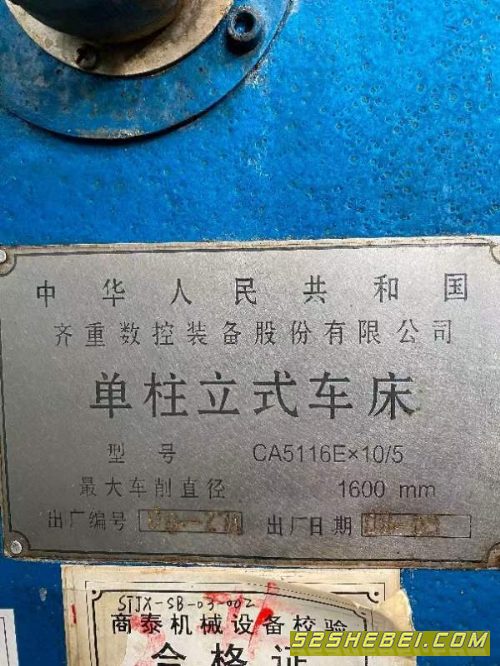 中华人民共和国
齐重数控装备股份有限公司
单柱立式车床
型号 CA5116E×10/5
最大车削直径 1600 mm
出厂编号 出厂日期
STJX-SB-03-002
商泰机械设备校验
合格证
52SHEBEI.COM